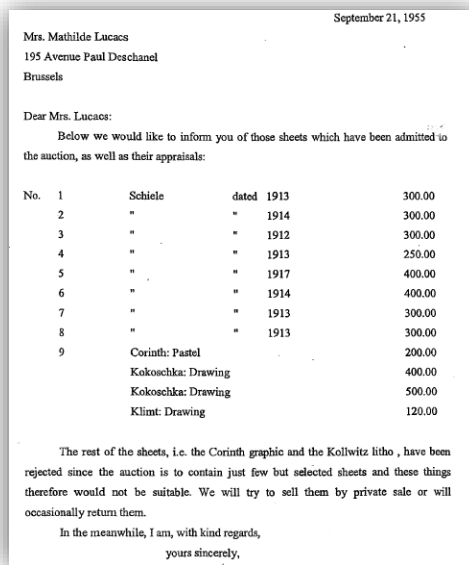 September 21, 1955
Mrs. Mathilde Lucacs
195 Avenue Paul Deschanel
Brussels
Dear Mrs. Lucacs:
Below we would like to inform you of those sheets which have been admitted to
the auction, as well as their appraisals:
No. 1 Schiele dated 1913 300.00
2 " " 1914 300.00
3 " " 1912 300.00
4 " " 1913 250.00
5 " " 1917 400.00
6 " " 1914 400.00
7 " " 1913 300.00
8 " " 1913 300.00
9 Corinth: Pastel 200.00
Kokoschka: Drawing 400.00
Kokoschka: Drawing 500.00
Klimt: Drawing 120.00
The rest of the sheets, i.e. the Corinth graphic and the Kollwitz litho , have been
rejected since the auction is to contain just few but selected sheets and these things
therefore would not be suitable. We will try to sell them by private sale or will
occasionally return them.
In the meanwhile, I am, with kind regards,
yours sincerely,